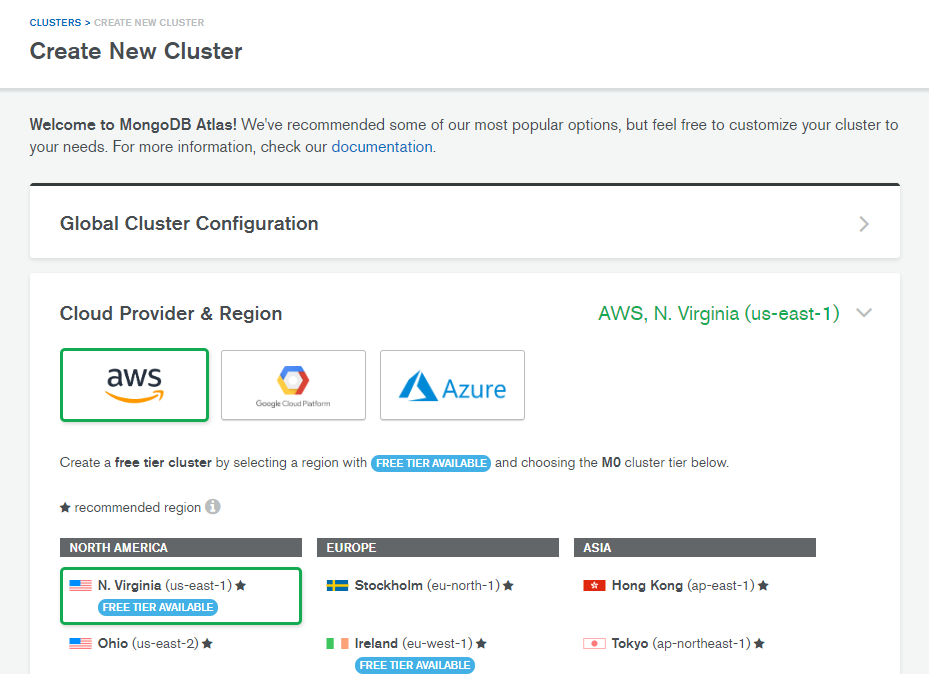 CLUSTERS > CREATE NEW CLUSTER
Create New Cluster
Welcome to MongoDB Atlas! We've recommended some of our most popular options, but feel free to customize your cluster to
your needs. For more information, check our documentation.
Global Cluster Configuration
Cloud Provider & Region
AWS, N. Virginia (us-east-1)
aws
Google Cloud Platform
Azure
Create a free tier cluster by selecting a region with FREE TIER AVAILABLE and choosing the M0 cluster tier below.
★ recommended region i
NORTH AMERICA
N. Virginia (us-east-1) ★
FREE TIER AVAILABLE
Ohio (us-east-2) ★
EUROPE
Stockholm (eu-north-1) ★
Ireland (eu-west-1) ★
FREE TIER AVAILABLE
ASIA
Hong Kong (ap-east-1) ★
Tokyo (ap-northeast-1) ★